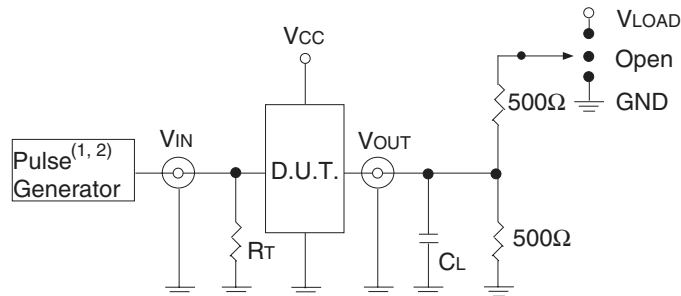 VLOAD
Open
GND
VCC
500Ω
VIN
VOUT
Pulse(1, 2)
Generator
D.U.T.
RT
CL
500Ω